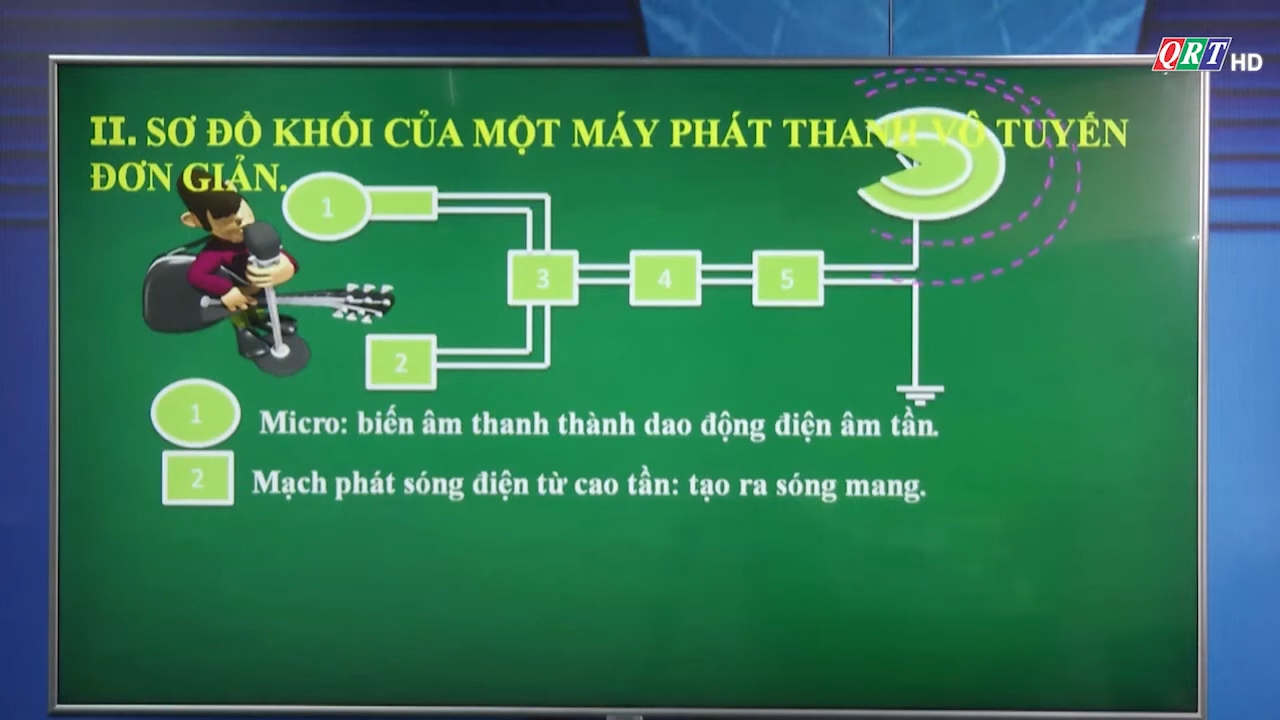 QRT HD
II. SƠ ĐỒ KHỐI CỦA MỘT MÁY PHÁT THANH VÔ TUYẾN
ĐƠN GIẢN.
1
3
4
5
2
1 Micro: biến âm thanh thành dao động điện âm tần.
2 Mạch phát sóng điện từ cao tần: tạo ra sóng mang.